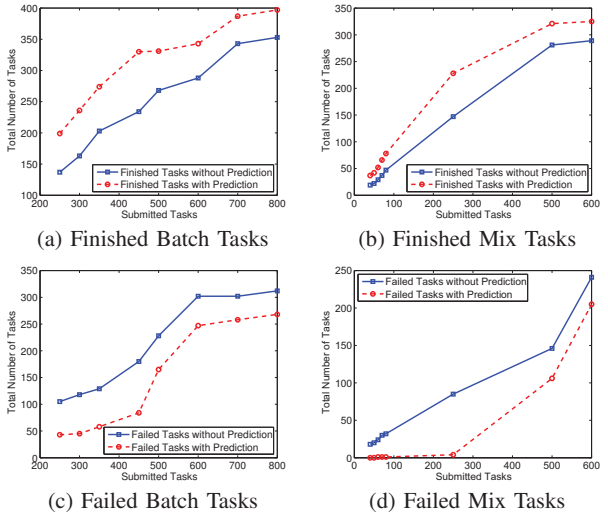 400
350
300
250
200
150
100
Total Number of Tasks
Finished Tasks without Prediction
Finished Tasks with Prediction
200 300 400 500 600 700 800
Submitted Tasks
(a) Finished Batch Tasks
350
300
250
200
150
100
50
0
Total Number of Tasks
Finished Tasks without Prediction
Finished Tasks with Prediction
0 100 200 300 400 500 600
Submitted Tasks
(b) Finished Mix Tasks
350
300
250
200
150
100
50
0
Total Number of Tasks
Failed Tasks without Prediction
Failed Tasks with Prediction
200 300 400 500 600 700 800
Submitted Tasks
(c) Failed Batch Tasks
250
200
150
100
50
0
Total Number of Tasks
Failed Tasks without Prediction
Failed Tasks with Prediction
0 100 200 300 400 500 600
Submitted Tasks
(d) Failed Mix Tasks